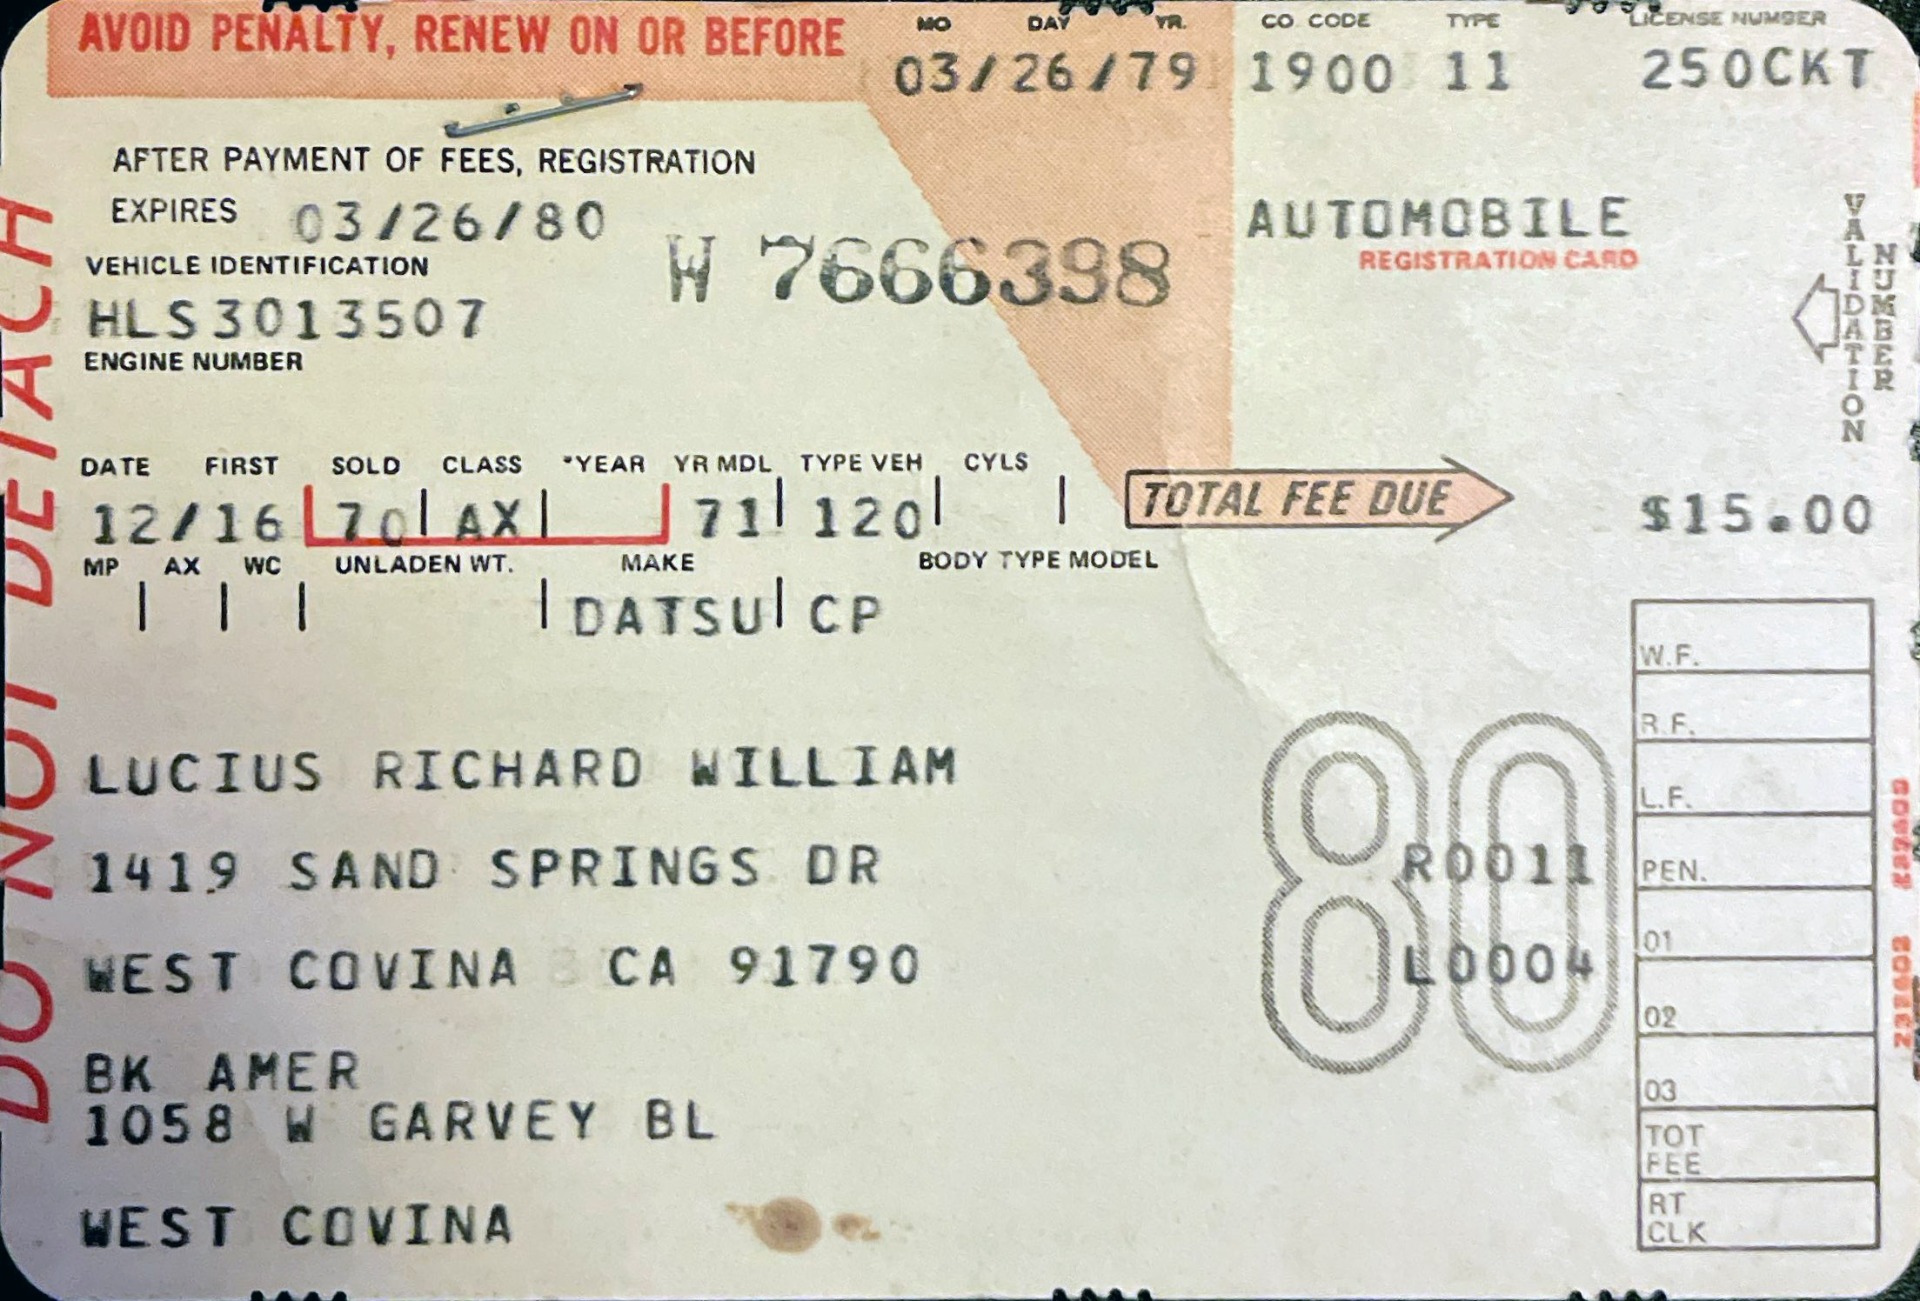 AVOID PENALTY, RENEW ON OR BEFORE
MO DAY YR. CO. CODE TYPE LICENSE NUMBER
03/26/79 1900 11 250CKT
AFTER PAYMENT OF FEES, REGISTRATION
EXPIRES 03/26/80
AUTOMOBILE
REGISTRATION CARD
W 7666398
VALIDATION
NUMBER
VEHICLE IDENTIFICATION
HLS3013507
ENGINE NUMBER
DATE FIRST SOLD CLASS *YEAR YR MDL TYPE VEH CYLS
12/16 70 AX 71 120
TOTAL FEE DUE $15.00
MP AX WC UNLADEN WT. MAKE BODY TYPE MODEL
DATSU CP
LUCIUS RICHARD WILLIAM
1419 SAND SPRINGS DR
WEST COVINA CA 91790
BK AMER
1058 W GARVEY BL
WEST COVINA
80
R0011
L0004
W.F.
R.F.
L.F.
PEN.
01
02
03
TOT
FEE
RT
CLK
DO NOT DETACH